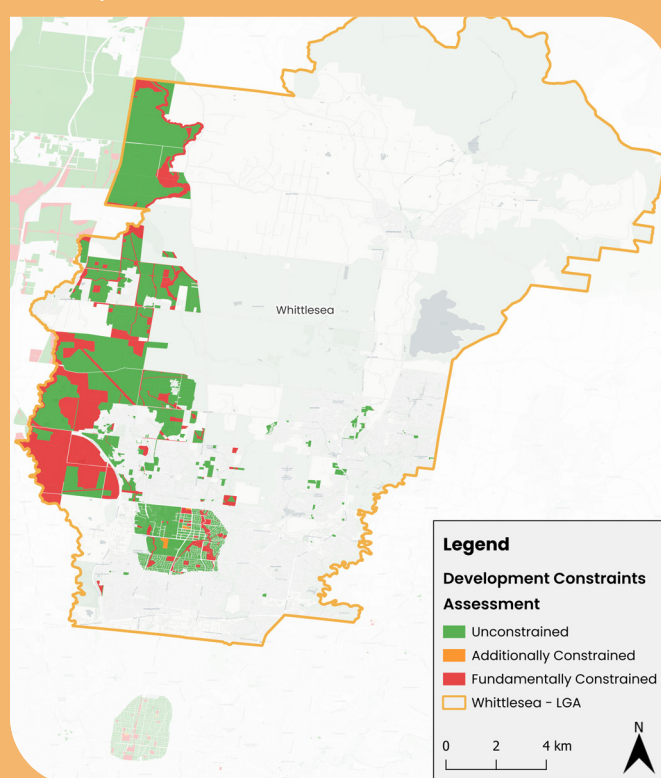 Whittlesea
Legend
Development Constraints
Assessment
Unconstrained
Additionally Constrained
Fundamentally Constrained
Whittlesea - LGA
N
0 2 4 km